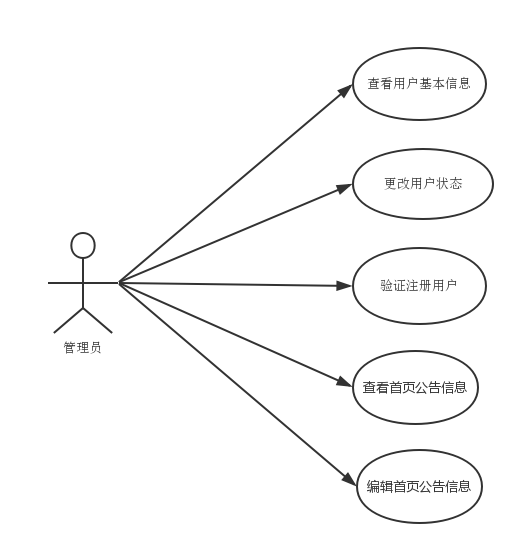 查看用户基本信息
更改用户状态
验证注册用户
管理员
查看首页公告信息
编辑首页公告信息